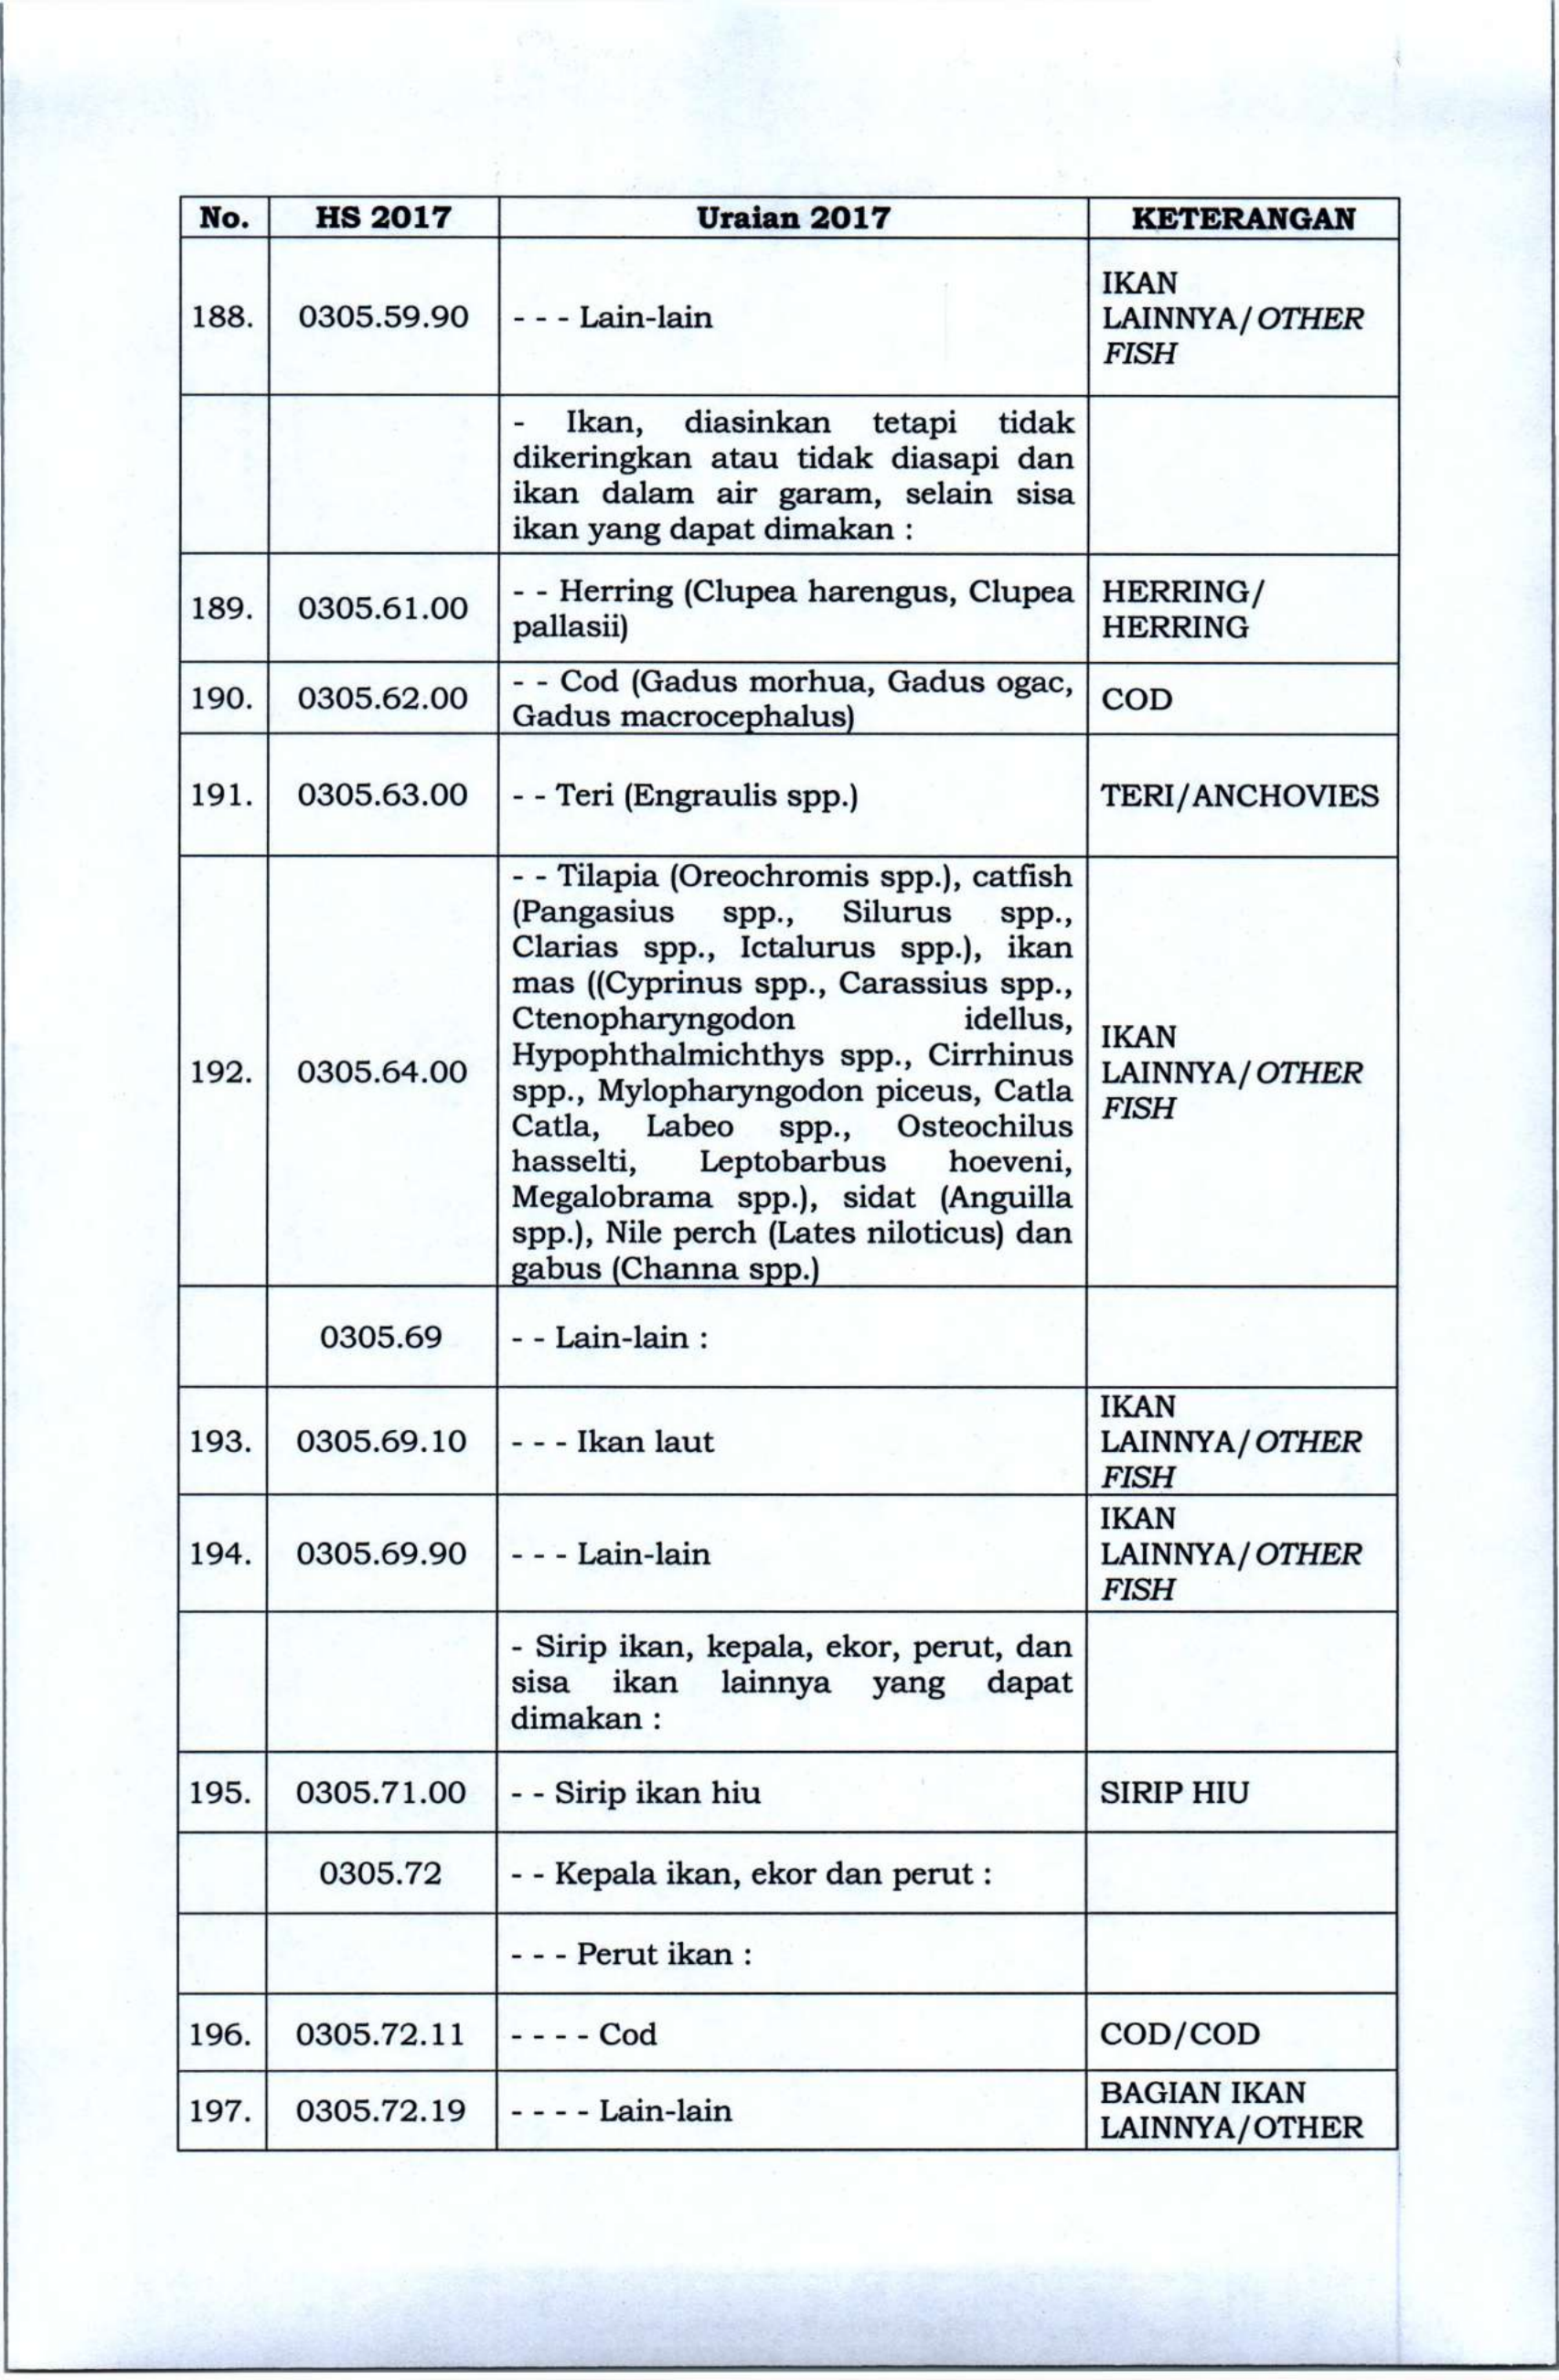 No. HS 2017 Uraian 2017 KETERANGAN
IKAN
188. 0305.59.90 - - - Lain-lain LAINNYA/OTHER
FISH
- Ikan, diasinkan tetapi tidak
dikeringkan atau tidak diasapi dan
ikan dalam air garam, selain sisa
ikan yang dapat dimakan :
189. 0305.61.00 - - Herring (Clupea harengus, Clupea HERRING/
pallasii) HERRING
190. 0305.62.00 - - Cod (Gadus morhua, Gadus ogac, COD
Gadus macrocephalus)
191. 0305.63.00 - - Teri (Engraulis spp.) TERI/ANCHOVIES
- - Tilapia (Oreochromis spp.), catfish
(Pangasius spp., Silurus spp.,
Clarias spp., Ictalurus spp.), ikan
mas ((Cyprinus spp., Carassius spp.,
Ctenopharyngodon idellus,
IKAN
Hypophthalmichthys spp., Cirrhinus
192. 0305.64.00 LAINNYA/OTHER
spp., Mylopharyngodon piceus, Catla
FISH
Catla, Labeo spp., Osteochilus
hasselti, Leptobarbus hoeveni,
Megalobrama spp.), sidat (Anguilla
spp.), Nile perch (Lates niloticus) dan
gabus (Channa spp.)
0305.69 - - Lain-lain :
IKAN
193. 0305.69.10 - - - Ikan laut LAINNYA/OTHER
FISH
IKAN
194. 0305.69.90 - - - Lain-lain LAINNYA/OTHER
FISH
- Sirip ikan, kepala, ekor, perut, dan
sisa ikan lainnya yang dapat
dimakan :
195. 0305.71.00 - - Sirip ikan hiu SIRIP HIU
0305.72 - - Kepala ikan, ekor dan perut :
- - - Perut ikan :
196. 0305.72.11 - - - - Cod COD/COD
BAGIAN IKAN
197. 0305.72.19 - - - - Lain-lain LAINNYA/OTHER